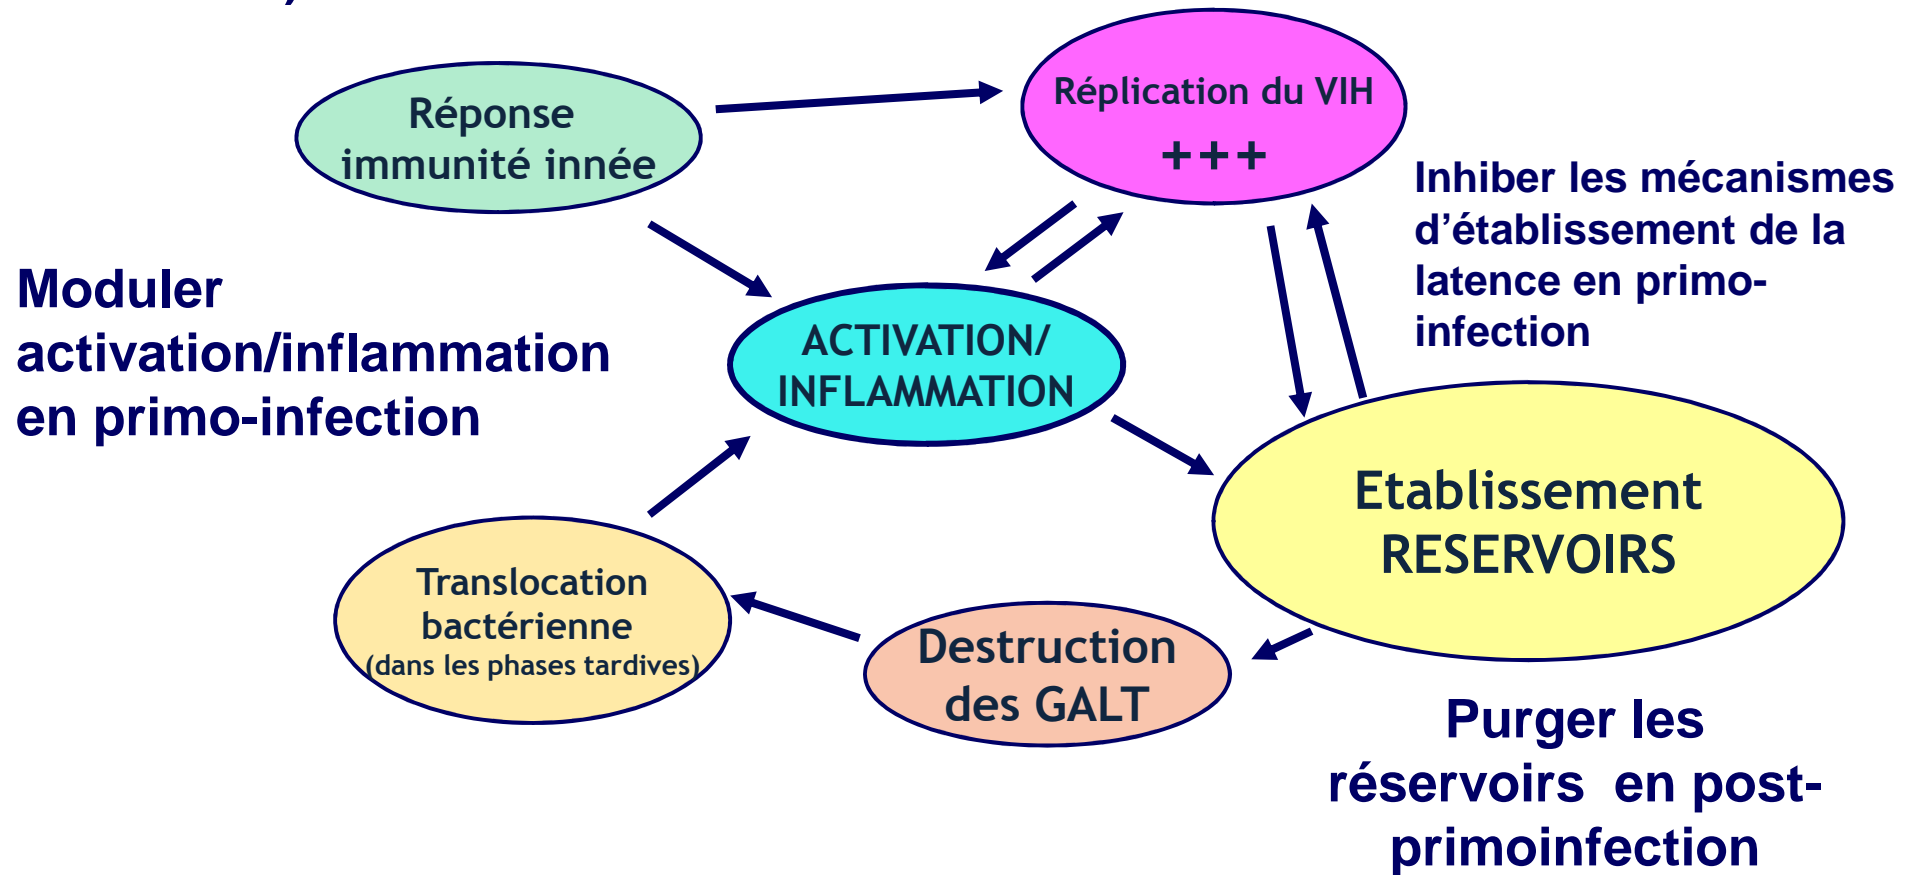 Réplication du VIH
+++
Réponse
immunité innée
Inhiber les mécanismes
d’établissement de la
latence en primo-
infection
Moduler
activation/inflammation
en primo-infection
ACTIVATION/
INFLAMMATION
Etablissement
RESERVOIRS
Translocation
bactérienne
(dans les phases tardives)
Destruction
des GALT
Purger les
réservoirs en post-
primoinfection